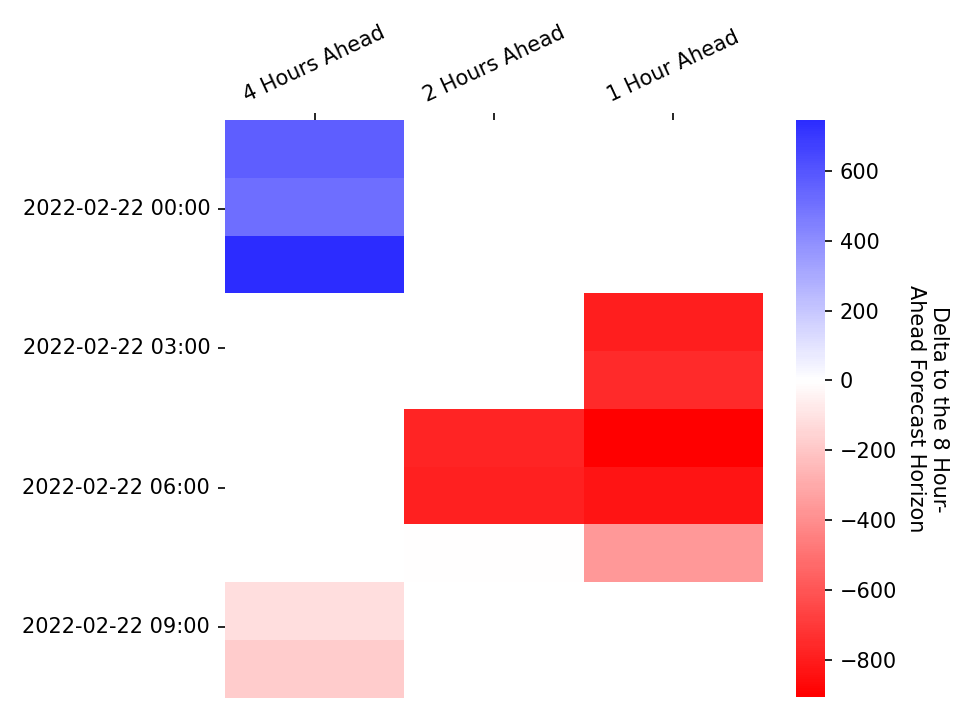 4 Hours Ahead
2 Hours Ahead
1 Hour Ahead
2022-02-22 00:00
2022-02-22 03:00
2022-02-22 06:00
2022-02-22 09:00
600
400
200
0
−200
−400
−600
−800
Delta to the 8 Hour-
Ahead Forecast Horizon